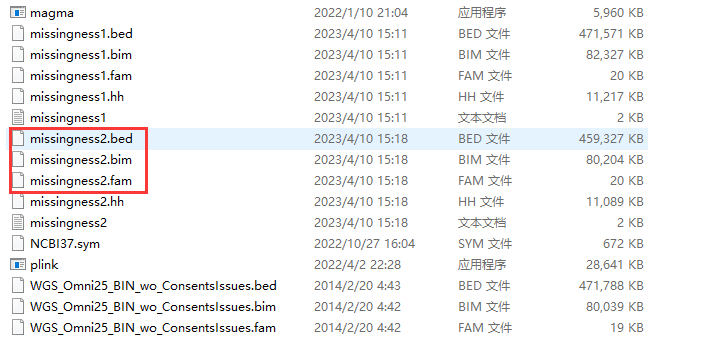 magma 2022/1/10 21:04 应用程序 5,960 KB
missingness1.bed 2023/4/10 15:11 BED 文件 471,571 KB
missingness1.bim 2023/4/10 15:11 BIM 文件 82,327 KB
missingness1.fam 2023/4/10 15:11 FAM 文件 20 KB
missingness1.hh 2023/4/10 15:11 HH 文件 11,217 KB
missingness1 2023/4/10 15:11 文本文档 2 KB
missingness2.bed 2023/4/10 15:18 BED 文件 459,327 KB
missingness2.bim 2023/4/10 15:18 BIM 文件 80,204 KB
missingness2.fam 2023/4/10 15:18 FAM 文件 20 KB
missingness2.hh 2023/4/10 15:18 HH 文件 11,089 KB
missingness2 2023/4/10 15:18 文本文档 2 KB
NCBI37.sym 2022/10/27 16:04 SYM 文件 672 KB
plink 2022/4/2 22:28 应用程序 28,641 KB
WGS_Omni25_BIN_wo_ConsentsIssues.bed 2014/2/20 4:43 BED 文件 471,788 KB
WGS_Omni25_BIN_wo_ConsentsIssues.bim 2014/2/20 4:42 BIM 文件 80,039 KB
WGS_Omni25_BIN_wo_ConsentsIssues.fam 2014/2/20 4:42 FAM 文件 19 KB